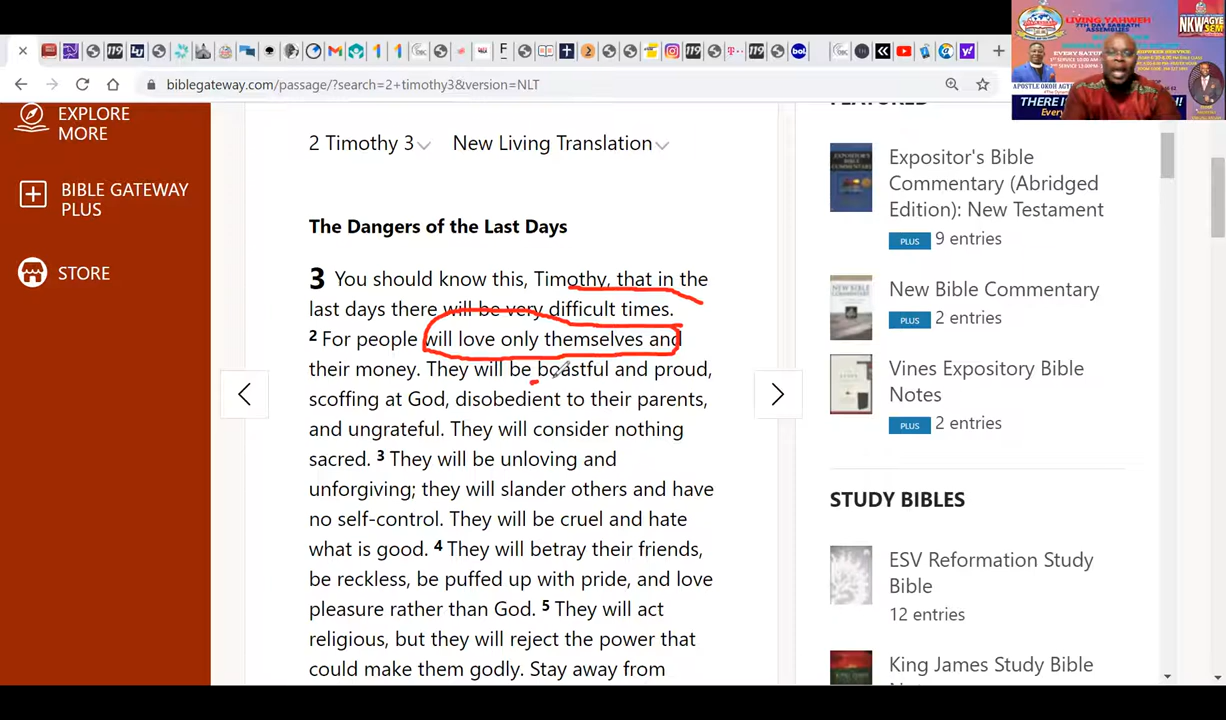 biblegateway.com/passage/?search=2+timothy3&version=NLT
LIVING YAHWEH
7TH DAY SABBATH
ASSEMBLIES
NKWAGYE
SEM
EXPLORE
MORE
BIBLE GATEWAY
PLUS
STORE
2 Timothy 3
New Living Translation
The Dangers of the Last Days
3 You should know this, Timothy, that in the
last days there will be very difficult times.
2 For people will love only themselves and
their money. They will be boastful and proud,
scoffing at God, disobedient to their parents,
and ungrateful. They will consider nothing
sacred. 3 They will be unloving and
unforgiving; they will slander others and have
no self-control. They will be cruel and hate
what is good. 4 They will betray their friends,
be reckless, be puffed up with pride, and love
pleasure rather than God. 5 They will act
religious, but they will reject the power that
could make them godly. Stay away from
FEATURED
Expositor's Bible
Commentary (Abridged
Edition): New Testament
PLUS 9 entries
New Bible Commentary
PLUS 2 entries
Vines Expository Bible
Notes
PLUS 2 entries
STUDY BIBLES
ESV Reformation Study
Bible
12 entries
King James Study Bible